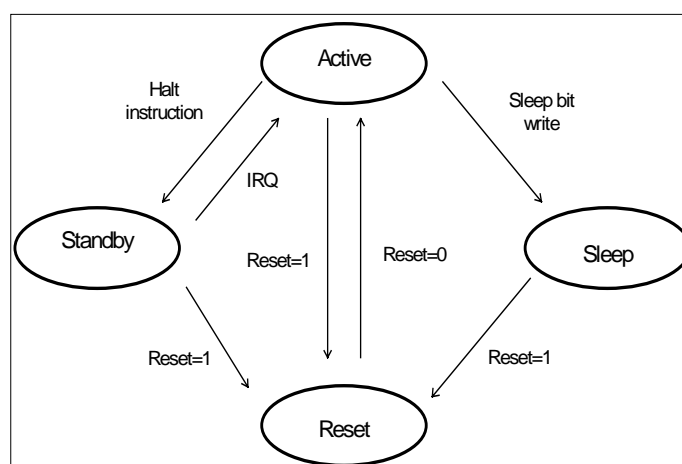 Active
Halt
instruction
Sleep bit
write
IRQ
Standby
Sleep
Reset=1
Reset=0
Reset=1
Reset=1
Reset